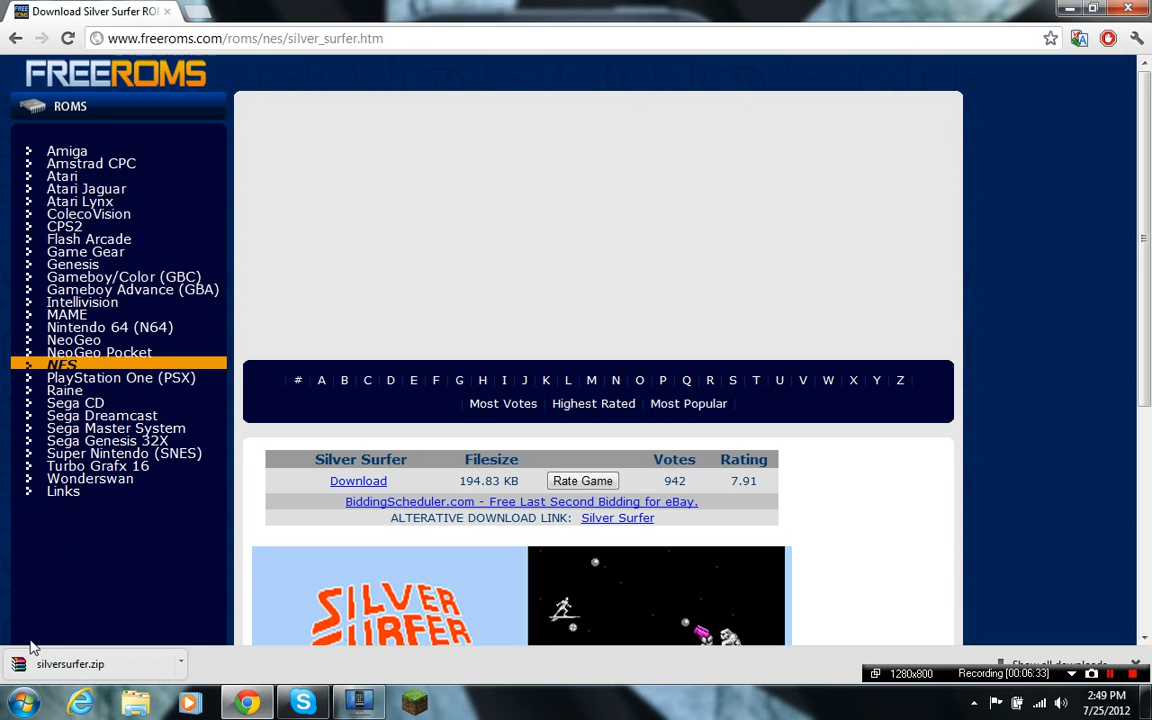 Download Silver Surfer RO
www.freeroms.com/roms/nes/silver_surfer.htm
FREEROMS
ROMS
Amiga
Amstrad CPC
Atari
Atari Jaguar
Atari Lynx
ColecoVision
CPS2
Flash Arcade
Game Gear
Genesis
Gameboy/Color (GBC)
Gameboy Advance (GBA)
Intellivision
MAME
Nintendo 64 (N64)
NeoGeo
NeoGeo Pocket
NES
PlayStation One (PSX)
Raine
Sega CD
Sega Dreamcast
Sega Master System
Sega Genesis 32X
Super Nintendo (SNES)
Turbo Grafx 16
Wonderswan
Links
# A B C D E F G H I J K L M N O P Q R S T U V W X Y Z
Most Votes Highest Rated Most Popular
Silver Surfer Filesize Votes Rating
Download 194.83 KB Rate Game 942 7.91
BiddingScheduler.com - Free Last Second Bidding for eBay.
ALTERATIVE DOWNLOAD LINK: Silver Surfer
SILVER
SURFER
silversurfer.zip
Show all downloads...
1280x800 Recording [00:06:33]
2:49 PM
7/25/2012